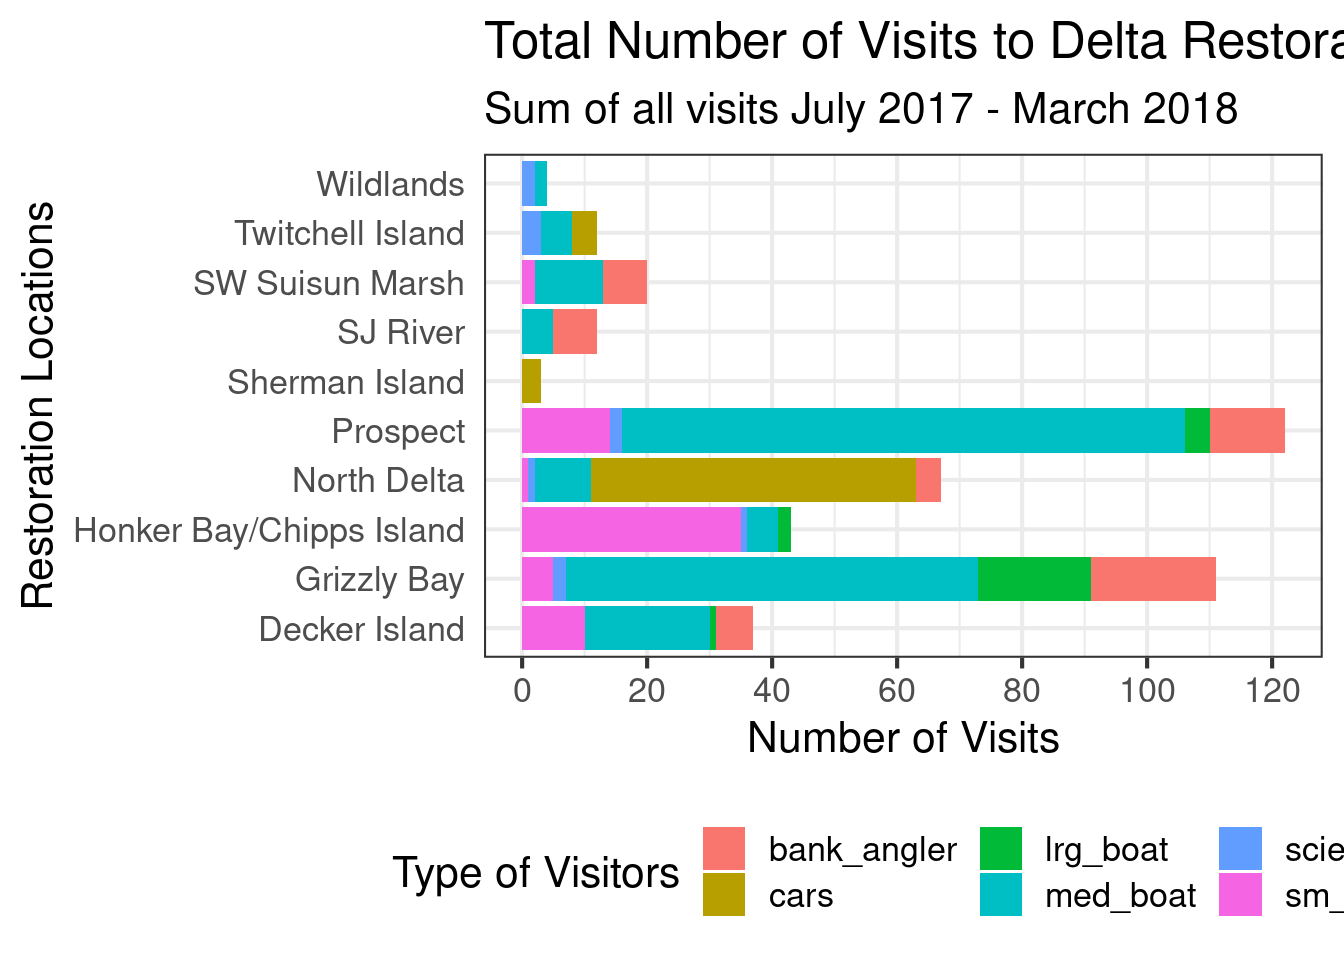 Total Number of Visits to Delta
Sum of all visits July 2017 - March 2018
Restoration Locations
Wildlands
Twitchell Island
SW Suisun Marsh
SJ River
Sherman Island
Prospect
North Delta
Honker Bay/Chipps Island
Grizzly Bay
Decker Island
0 20 40 60 80 100 120
Number of Visits
Type of Visitors
bank_angler
cars
lrg_boat
med_boat